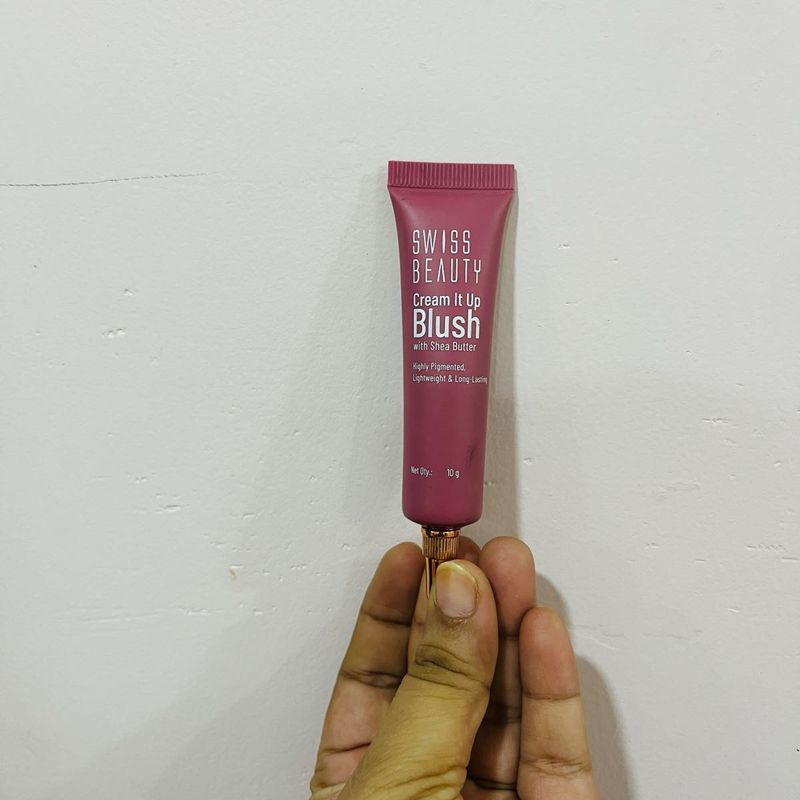 SWISS
BEAUTY
Cream It Up
Blush
with Shea Butter
Highly Pigmented,
Lightweight & Long-Lasting
Net Qty.: 10 g